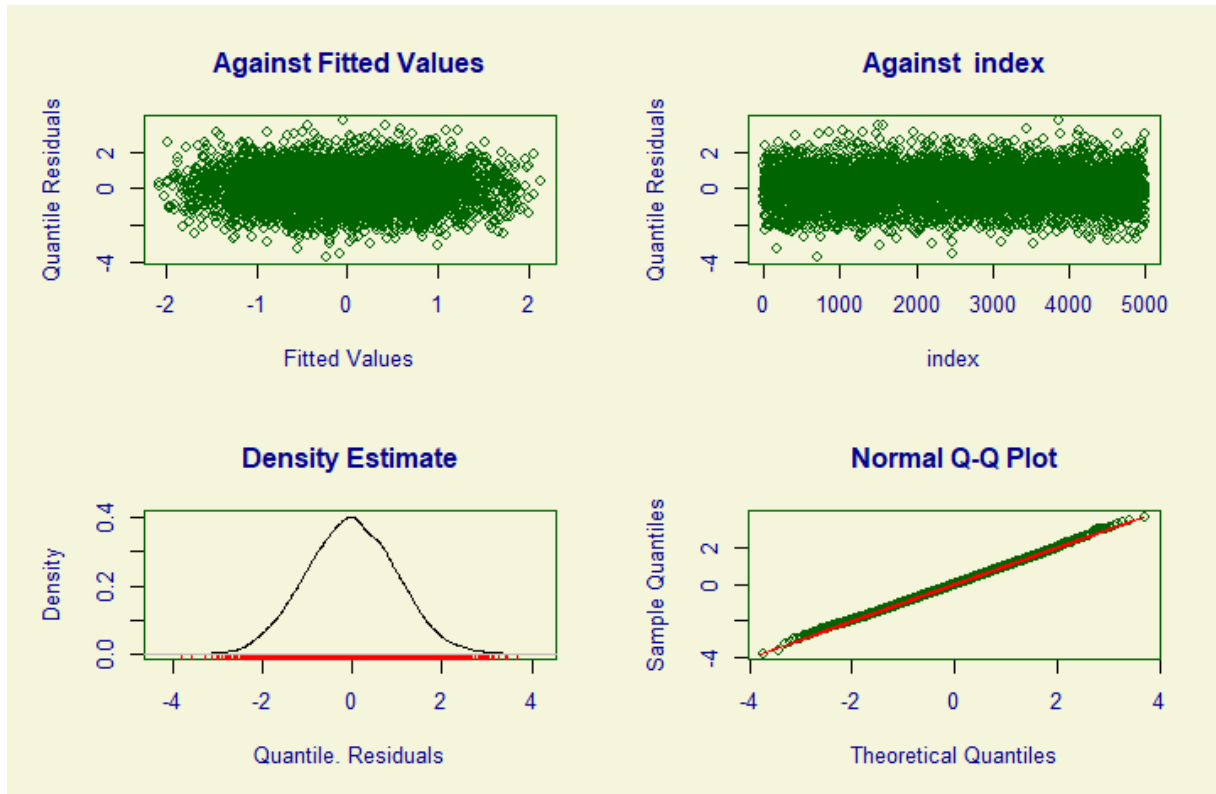 Against Fitted Values
Quantile Residuals
2
0
-4
-2 -1 0 1 2
Fitted Values
Against index
Quantile Residuals
2
0
-4
0 1000 2000 3000 4000 5000
index
Density Estimate
Density
0.4
0.2
0.0
-4 -2 0 2 4
Quantile. Residuals
Normal Q-Q Plot
Sample Quantiles
2
0
-4
-4 -2 0 2 4
Theoretical Quantiles